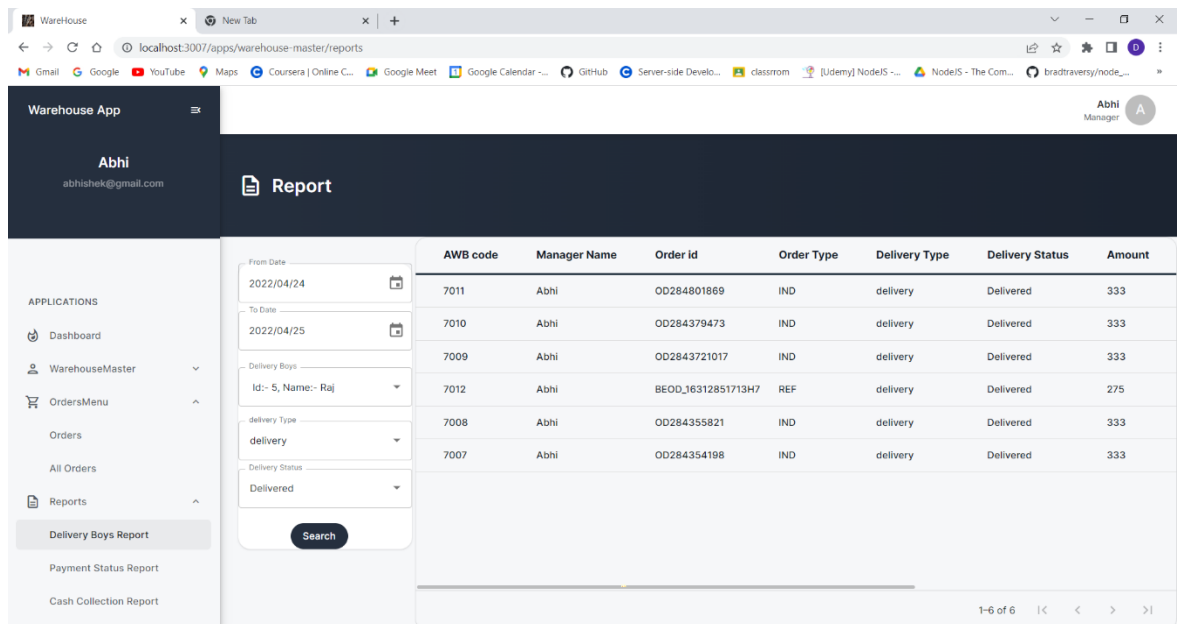 WareHouse
New Tab
localhost:3007/apps/warehouse-master/reports
D
Gmail Google YouTube Maps Coursera | Online C... Google Meet Google Calendar -... GitHub Server-side Develo... classrrom [Udemy] NodeJS -... NodeJS - The Com... bradtraversy/node_...
Warehouse App
Abhi
Manager
A
Abhi
abhishek@gmail.com
Report
APPLICATIONS
Dashboard
WarehouseMaster
OrdersMenu
Orders
All Orders
Reports
Delivery Boys Report
Payment Status Report
Cash Collection Report
From Date
2022/04/24
To Date
2022/04/25
Delivery Boys
Id:- 5, Name:- Raj
delivery Type
delivery
Delivery Status
Delivered
Search
AWB code Manager Name Order id Order Type Delivery Type Delivery Status Amount
7011 Abhi OD284801869 IND delivery Delivered 333
7010 Abhi OD284379473 IND delivery Delivered 333
7009 Abhi OD2843721017 IND delivery Delivered 333
7012 Abhi BEOD_16312851713H7 REF delivery Delivered 275
7008 Abhi OD284355821 IND delivery Delivered 333
7007 Abhi OD284354198 IND delivery Delivered 333
1–6 of 6